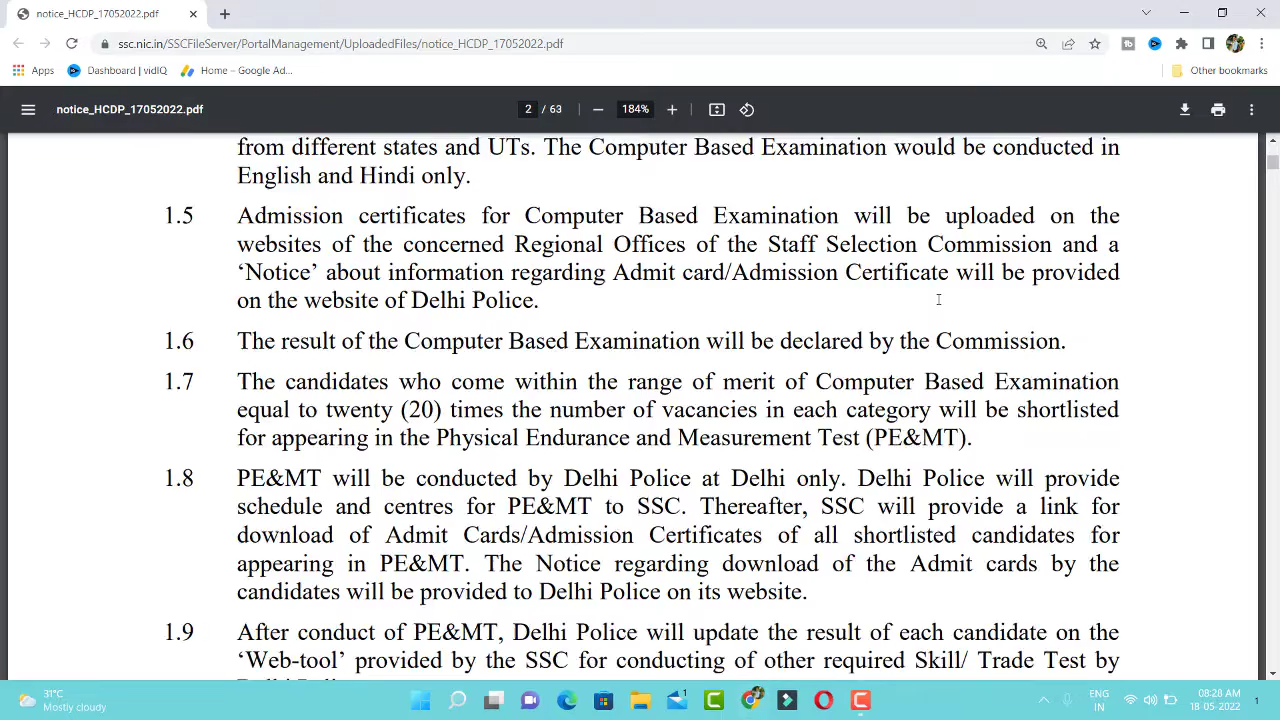 notice_HCDP_17052022.pdf
ssc.nic.in/SSCFileServer/PortalManagement/UploadedFiles/notice_HCDP_17052022.pdf
Apps Dashboard | vidIQ Home – Google Ad... Other bookmarks
notice_HCDP_17052022.pdf 2 / 63 184%
from different states and UTs. The Computer Based Examination would be conducted in
English and Hindi only.
1.5 Admission certificates for Computer Based Examination will be uploaded on the
websites of the concerned Regional Offices of the Staff Selection Commission and a
‘Notice’ about information regarding Admit card/Admission Certificate will be provided
on the website of Delhi Police.
1.6 The result of the Computer Based Examination will be declared by the Commission.
1.7 The candidates who come within the range of merit of Computer Based Examination
equal to twenty (20) times the number of vacancies in each category will be shortlisted
for appearing in the Physical Endurance and Measurement Test (PE&MT).
1.8 PE&MT will be conducted by Delhi Police at Delhi only. Delhi Police will provide
schedule and centres for PE&MT to SSC. Thereafter, SSC will provide a link for
download of Admit Cards/Admission Certificates of all shortlisted candidates for
appearing in PE&MT. The Notice regarding download of the Admit cards by the
candidates will be provided to Delhi Police on its website.
1.9 After conduct of PE&MT, Delhi Police will update the result of each candidate on the
‘Web-tool’ provided by the SSC for conducting of other required Skill/ Trade Test by
31°C
Mostly cloudy
ENG
IN
08:28 AM
18-05-2022
1